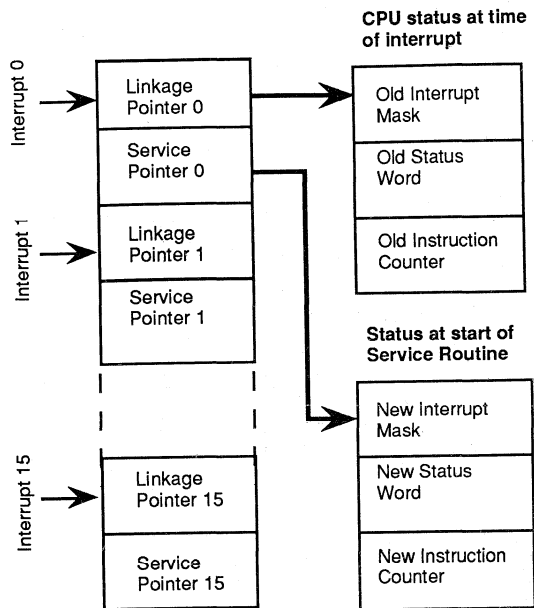 CPU status at time
of interrupt
Interrupt 0
Linkage
Pointer 0
Service
Pointer 0
Interrupt 1
Linkage
Pointer 1
Service
Pointer 1
Interrupt 15
Linkage
Pointer 15
Service
Pointer 15
Old Interrupt
Mask
Old Status
Word
Old Instruction
Counter
Status at start of
Service Routine
New Interrupt
Mask
New Status
Word
New Instruction
Counter